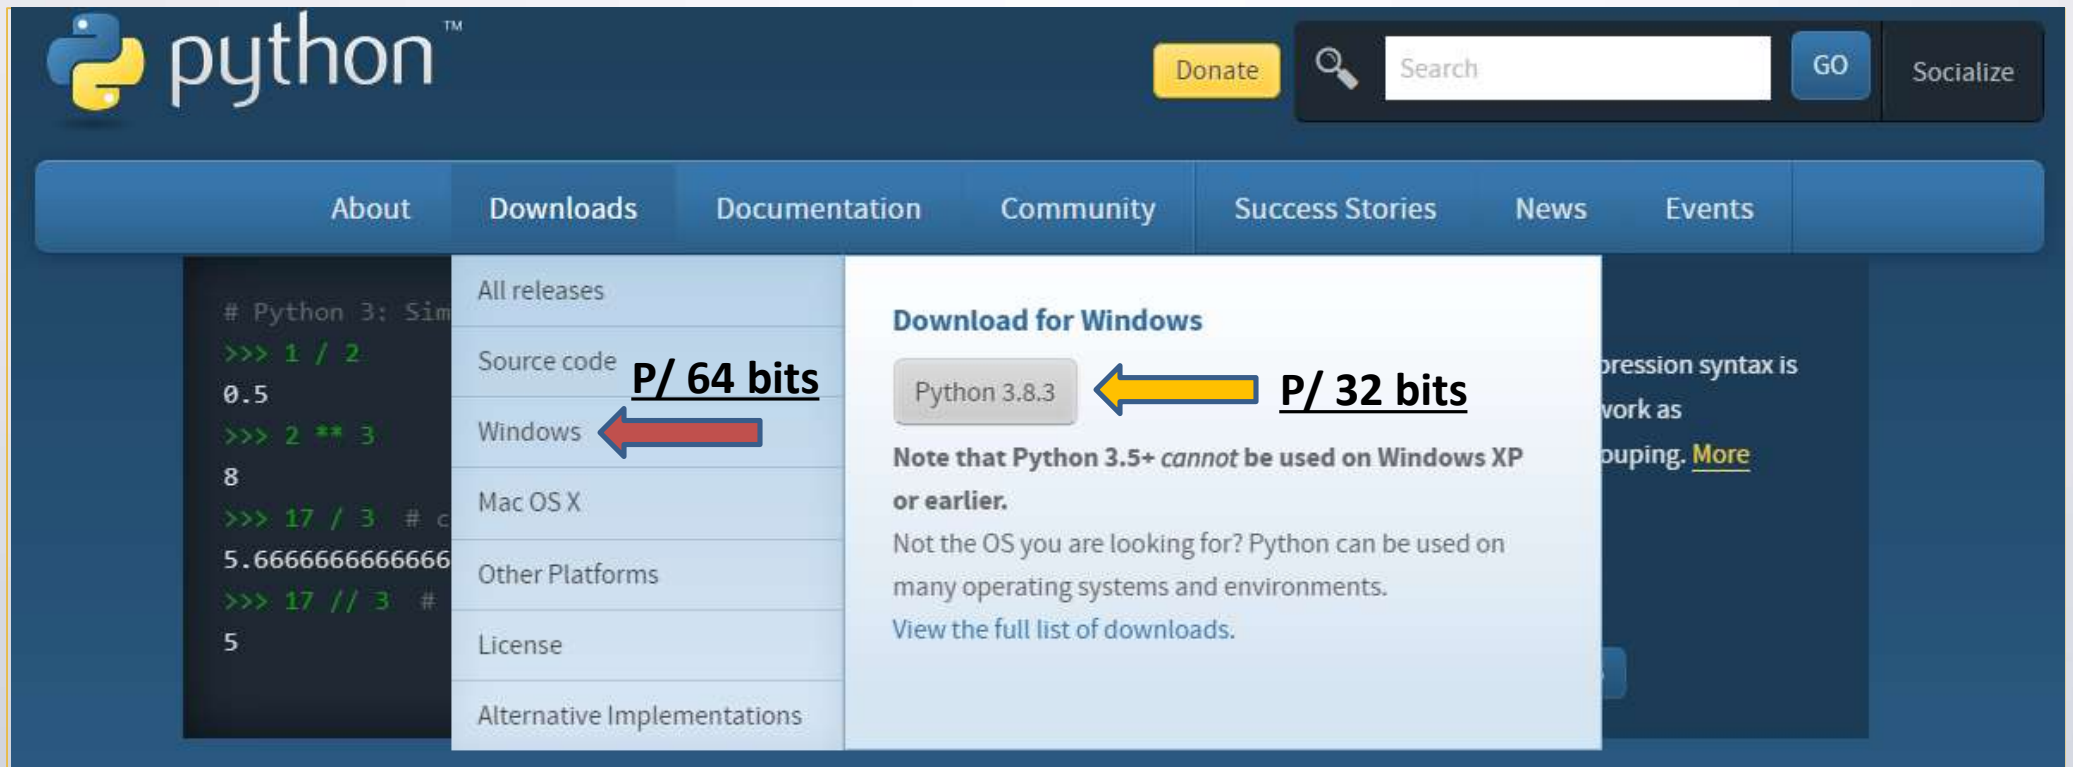 python™
Donate
Search
GO
Socialize
About
Downloads
Documentation
Community
Success Stories
News
Events
# Python 3: Sim
>>> 1 / 2
0.5
>>> 2 ** 3
8
>>> 17 / 3 # c
5.6666666666666
>>> 17 // 3 #
5
All releases
Source code
Windows
Mac OS X
Other Platforms
License
Alternative Implementations
P/ 64 bits
Download for Windows
Python 3.8.3
P/ 32 bits
Note that Python 3.5+ cannot be used on Windows XP
or earlier.
Not the OS you are looking for? Python can be used on
many operating systems and environments.
View the full list of downloads.
pression syntax is
work as
ouping. More